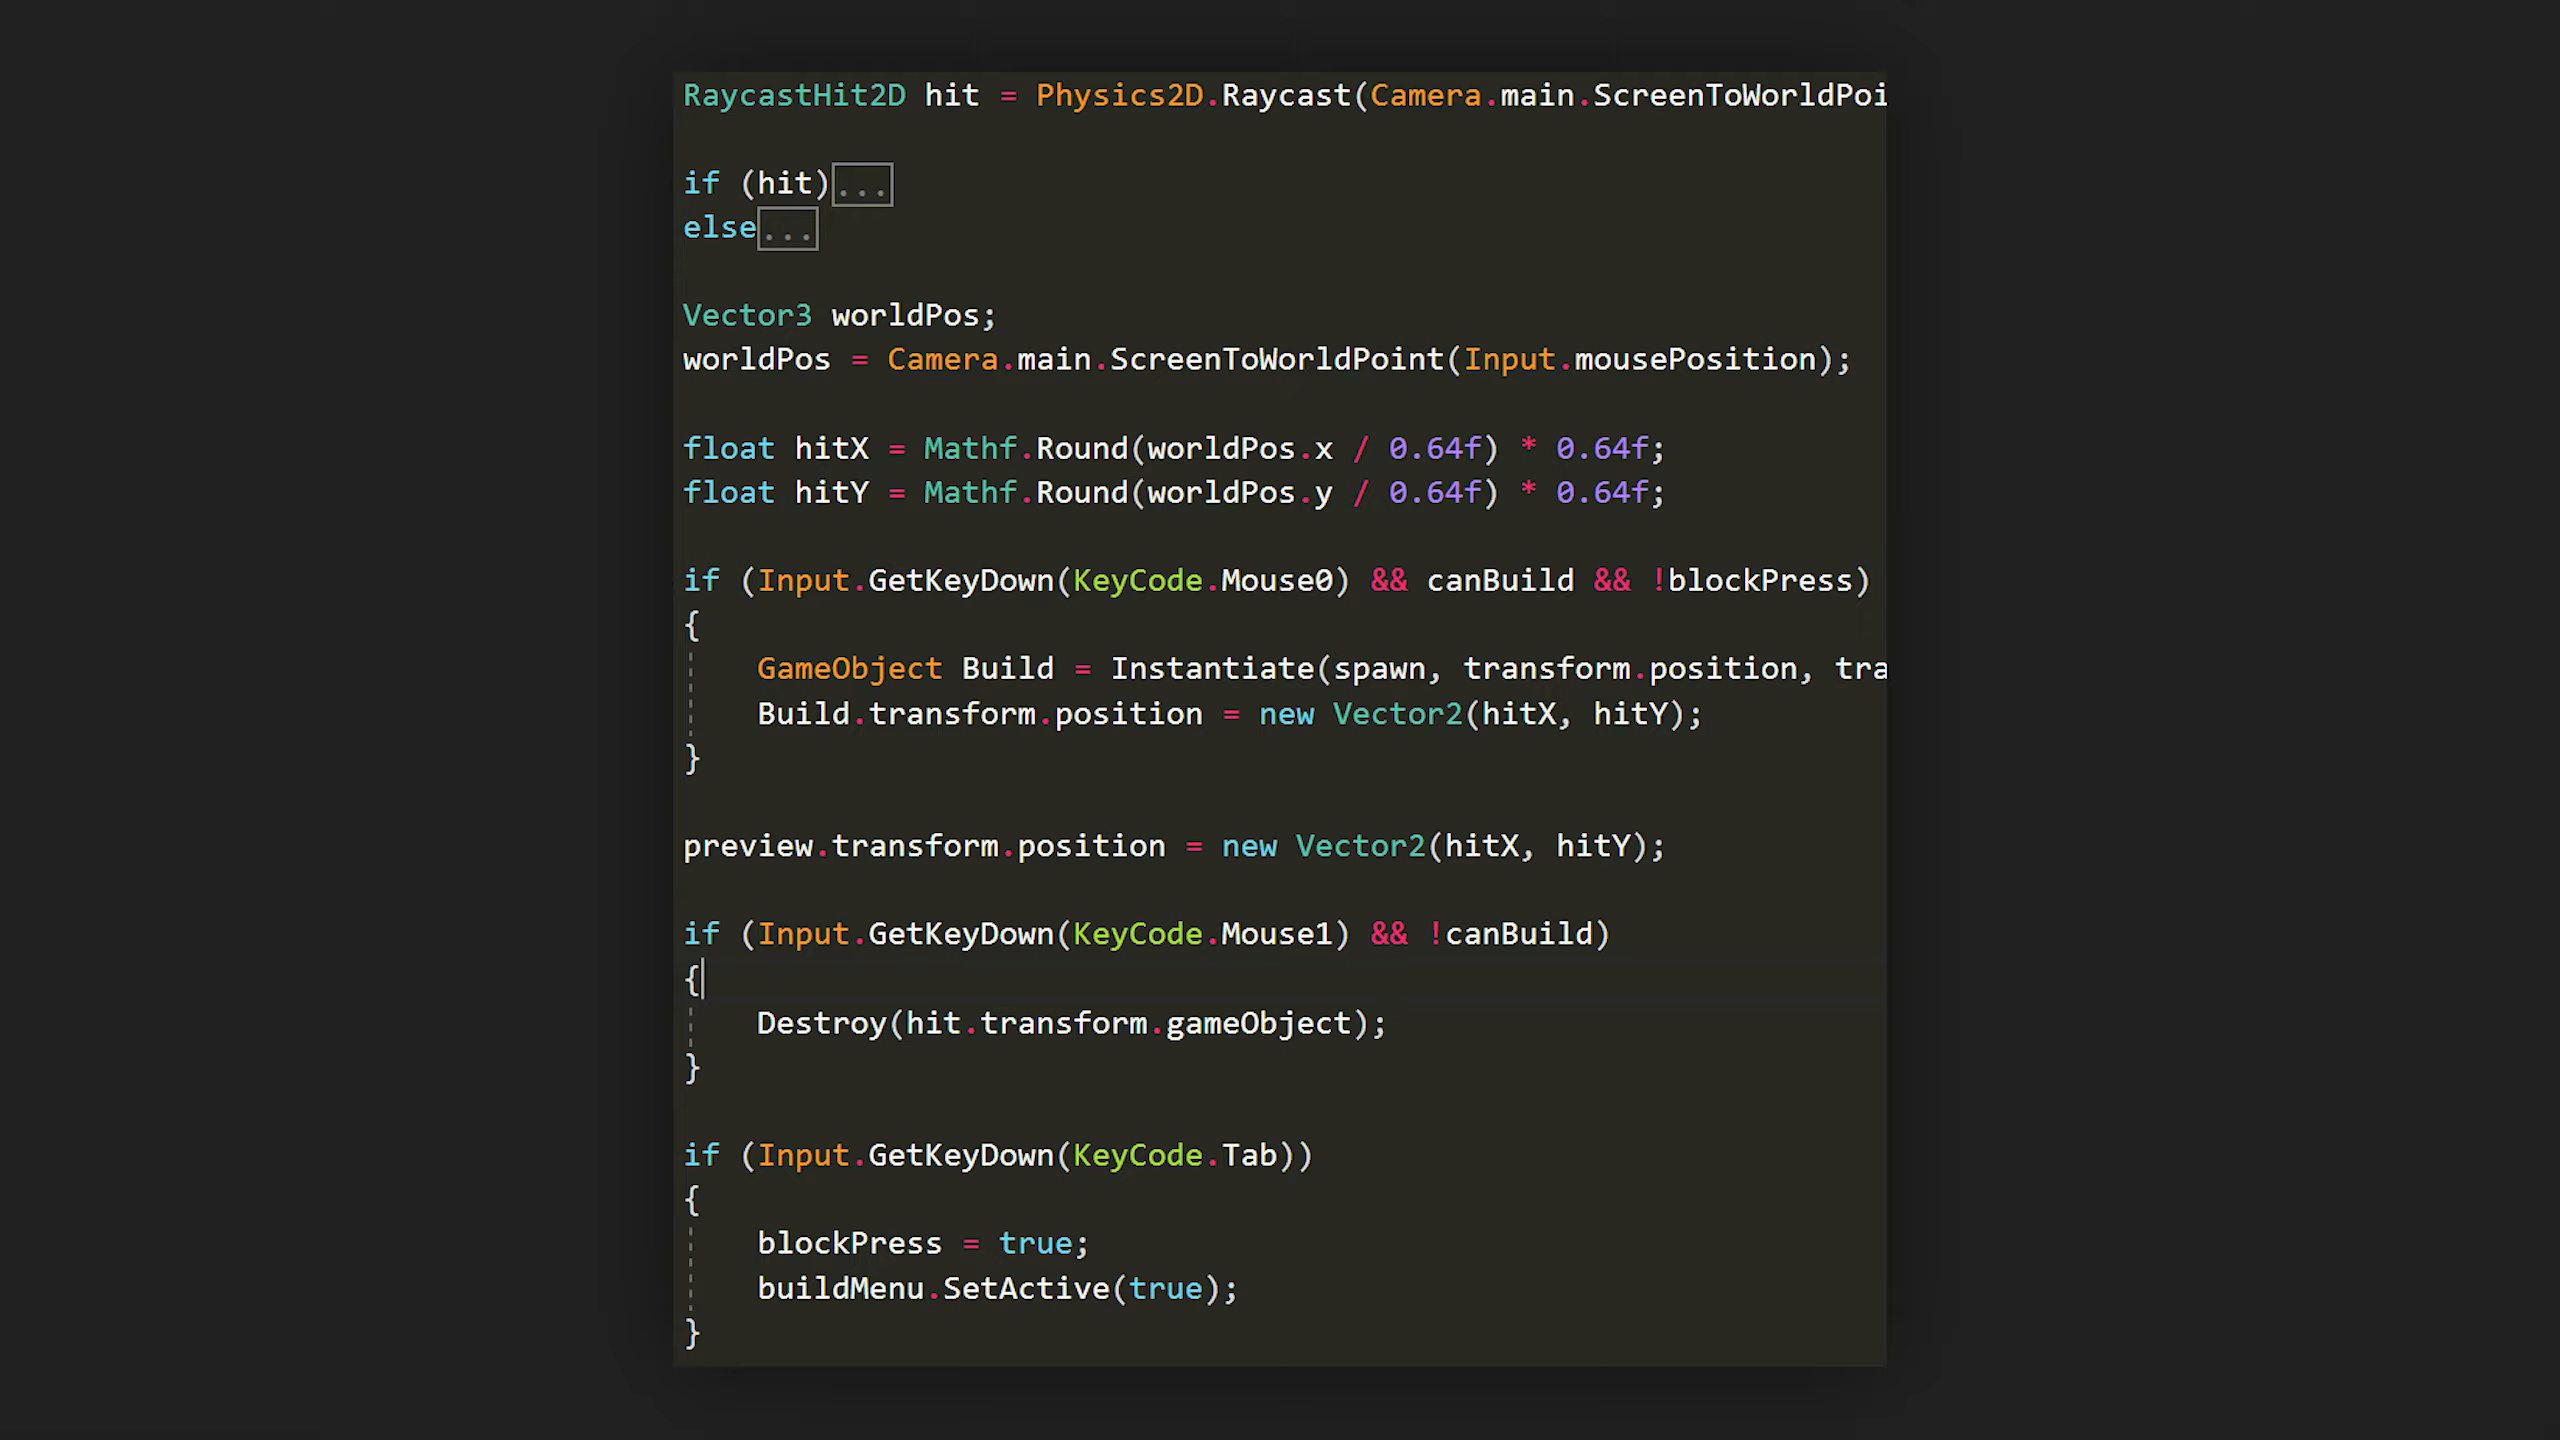 RaycastHit2D hit = Physics2D.Raycast(Camera.main.ScreenToWorldPoi
if (hit)...
else...
Vector3 worldPos;
worldPos = Camera.main.ScreenToWorldPoint(Input.mousePosition);
float hitX = Mathf.Round(worldPos.x / 0.64f) * 0.64f;
float hitY = Mathf.Round(worldPos.y / 0.64f) * 0.64f;
if (Input.GetKeyDown(KeyCode.Mouse0) && canBuild && !blockPress)
{
GameObject Build = Instantiate(spawn, transform.position, tra
Build.transform.position = new Vector2(hitX, hitY);
}
preview.transform.position = new Vector2(hitX, hitY);
if (Input.GetKeyDown(KeyCode.Mouse1) && !canBuild)
{
Destroy(hit.transform.gameObject);
}
if (Input.GetKeyDown(KeyCode.Tab))
{
blockPress = true;
buildMenu.SetActive(true);
}